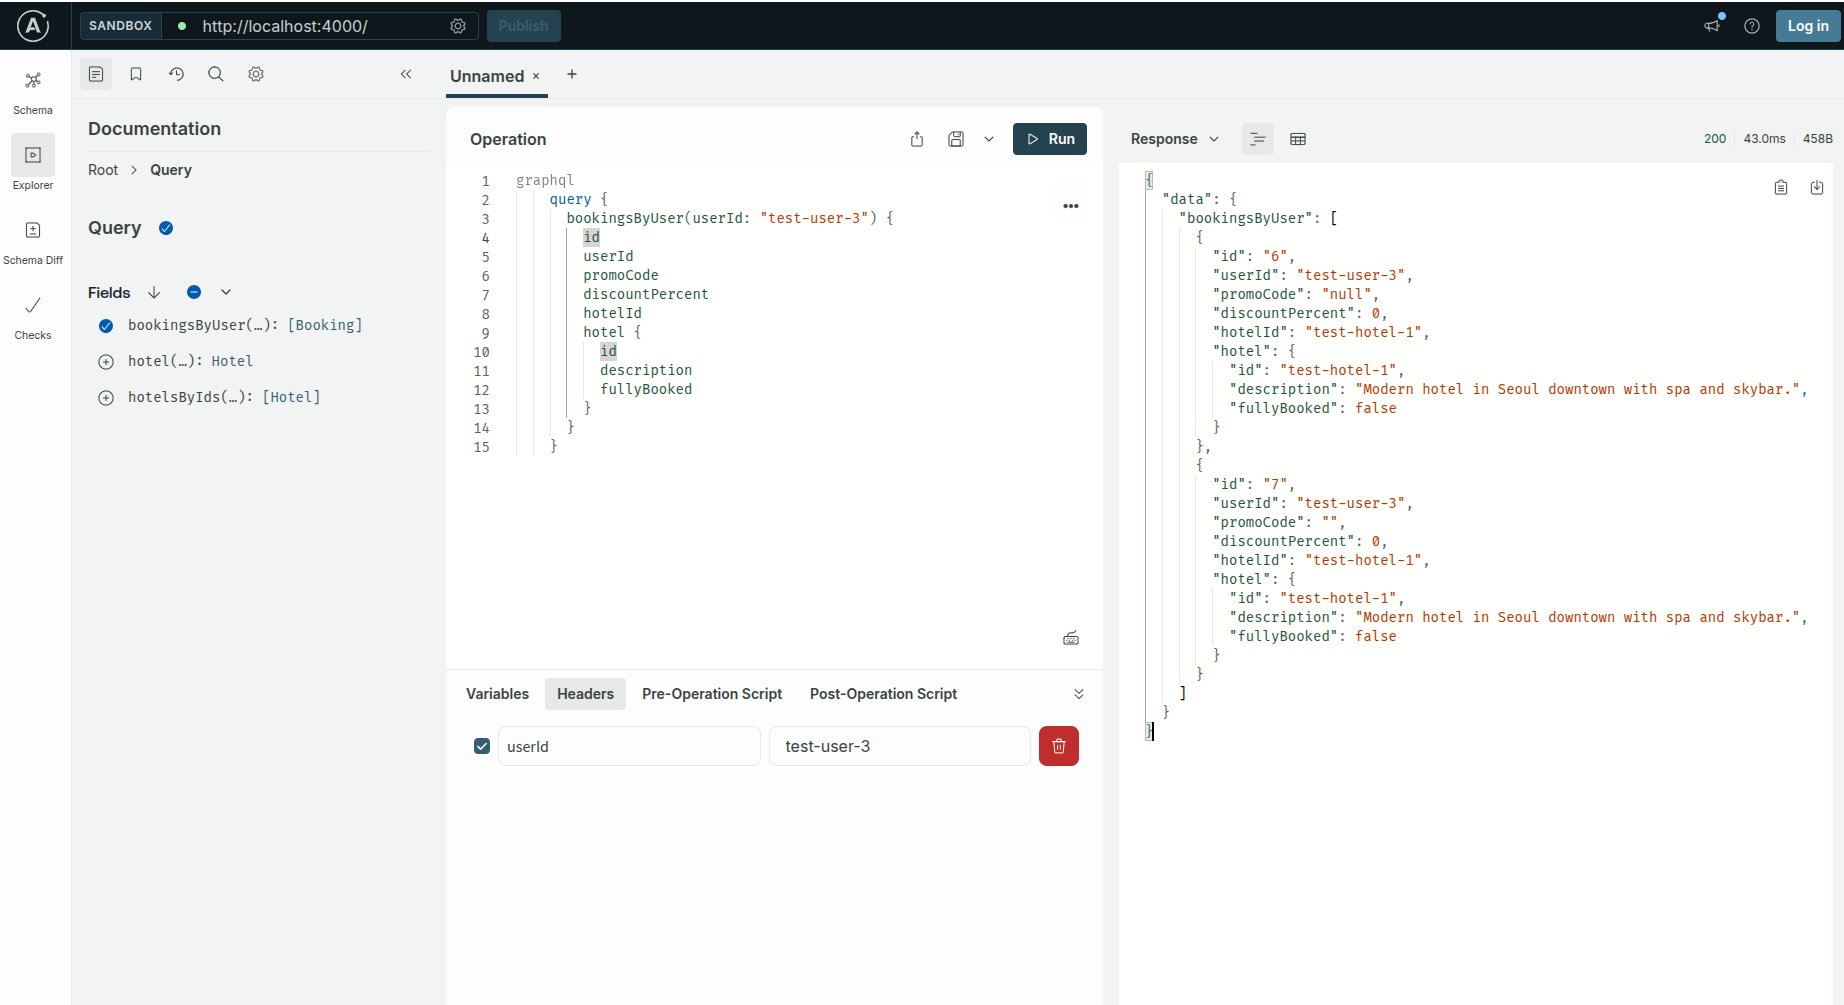 SANDBOX http://localhost:4000/ Publish Log in
Schema
Explorer
Schema Diff
Checks
Documentation
Root > Query
Query
Fields
bookingsByUser(…): [Booking]
hotel(…): Hotel
hotelsByIds(…): [Hotel]
Unnamed × +
Operation
Run
1 graphql
2 query {
3 bookingsByUser(userId: "test-user-3") {
4 id
5 userId
6 promoCode
7 discountPercent
8 hotelId
9 hotel {
10 id
11 description
12 fullyBooked
13 }
14 }
15 }
Variables Headers Pre-Operation Script Post-Operation Script
userId test-user-3
Response 200 43.0ms 458B
{
"data": {
"bookingsByUser": [
{
"id": "6",
"userId": "test-user-3",
"promoCode": "null",
"discountPercent": 0,
"hotelId": "test-hotel-1",
"hotel": {
"id": "test-hotel-1",
"description": "Modern hotel in Seoul downtown with spa and skybar.",
"fullyBooked": false
}
},
{
"id": "7",
"userId": "test-user-3",
"promoCode": "",
"discountPercent": 0,
"hotelId": "test-hotel-1",
"hotel": {
"id": "test-hotel-1",
"description": "Modern hotel in Seoul downtown with spa and skybar.",
"fullyBooked": false
}
}
]
}
}